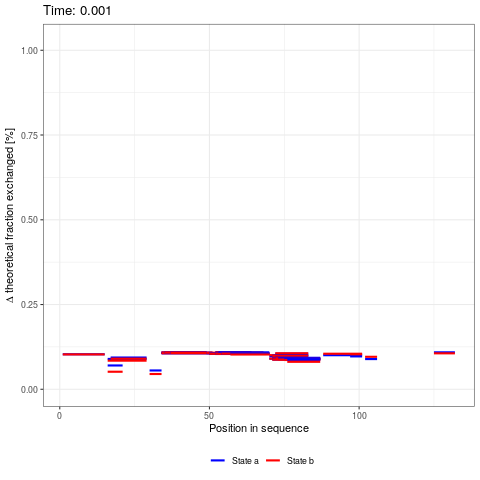 Time: 0.001
Δ theoretical fraction exchanged [%]
1.00
0.75
0.50
0.25
0.00
0
50
100
Position in sequence
State a
State b